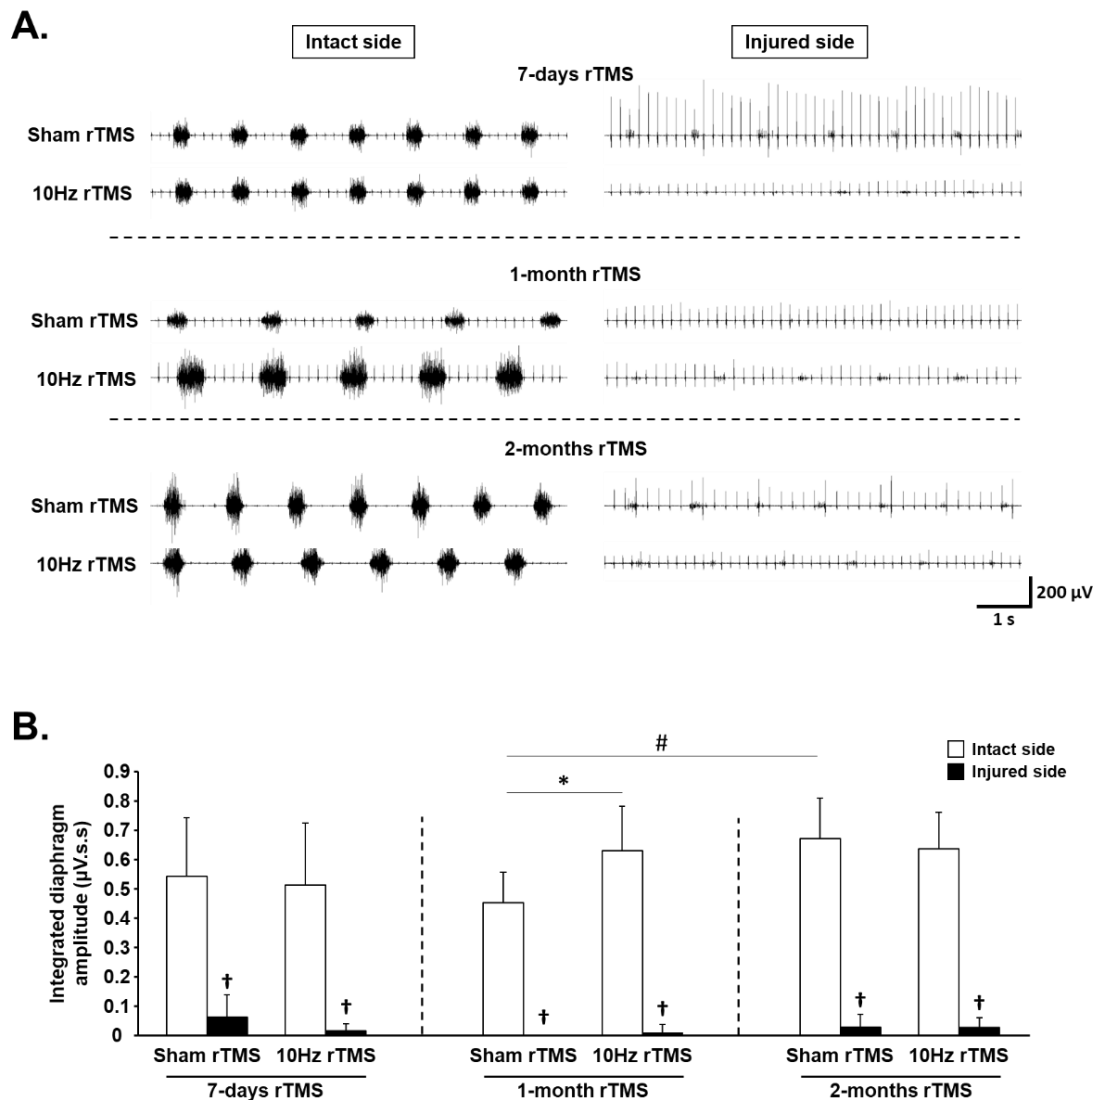 A.
Intact side
Injured side
7-days rTMS
Sham rTMS
10Hz rTMS
1-month rTMS
Sham rTMS
10Hz rTMS
2-months rTMS
Sham rTMS
10Hz rTMS
200 µV
1 s
B.
#
Intact side
Injured side
*
Integrated diaphragm
amplitude (µV.s.s)
0.9
0.8
0.7
0.6
0.5
0.4
0.3
0.2
0.1
0
† † † † † †
Sham rTMS 10Hz rTMS Sham rTMS 10Hz rTMS Sham rTMS 10Hz rTMS
7-days rTMS 1-month rTMS 2-months rTMS